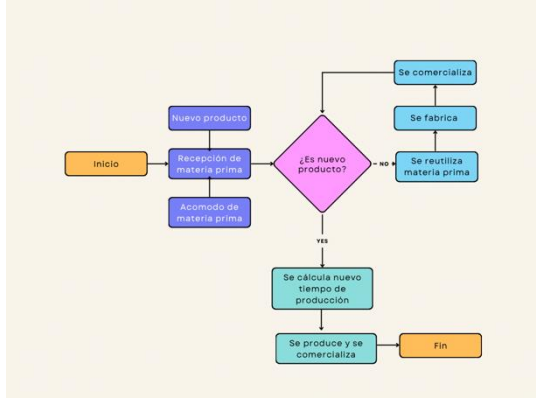 Se comercializa
Nuevo producto
Se fabrica
Inicio
Recepción de
materia prima
¿Es nuevo
producto?
NO
Se reutiliza
materia prima
Acomodo de
materia prima
YES
Se cálcula nuevo
tiempo de
producción
Se produce y se
comercializa
Fin